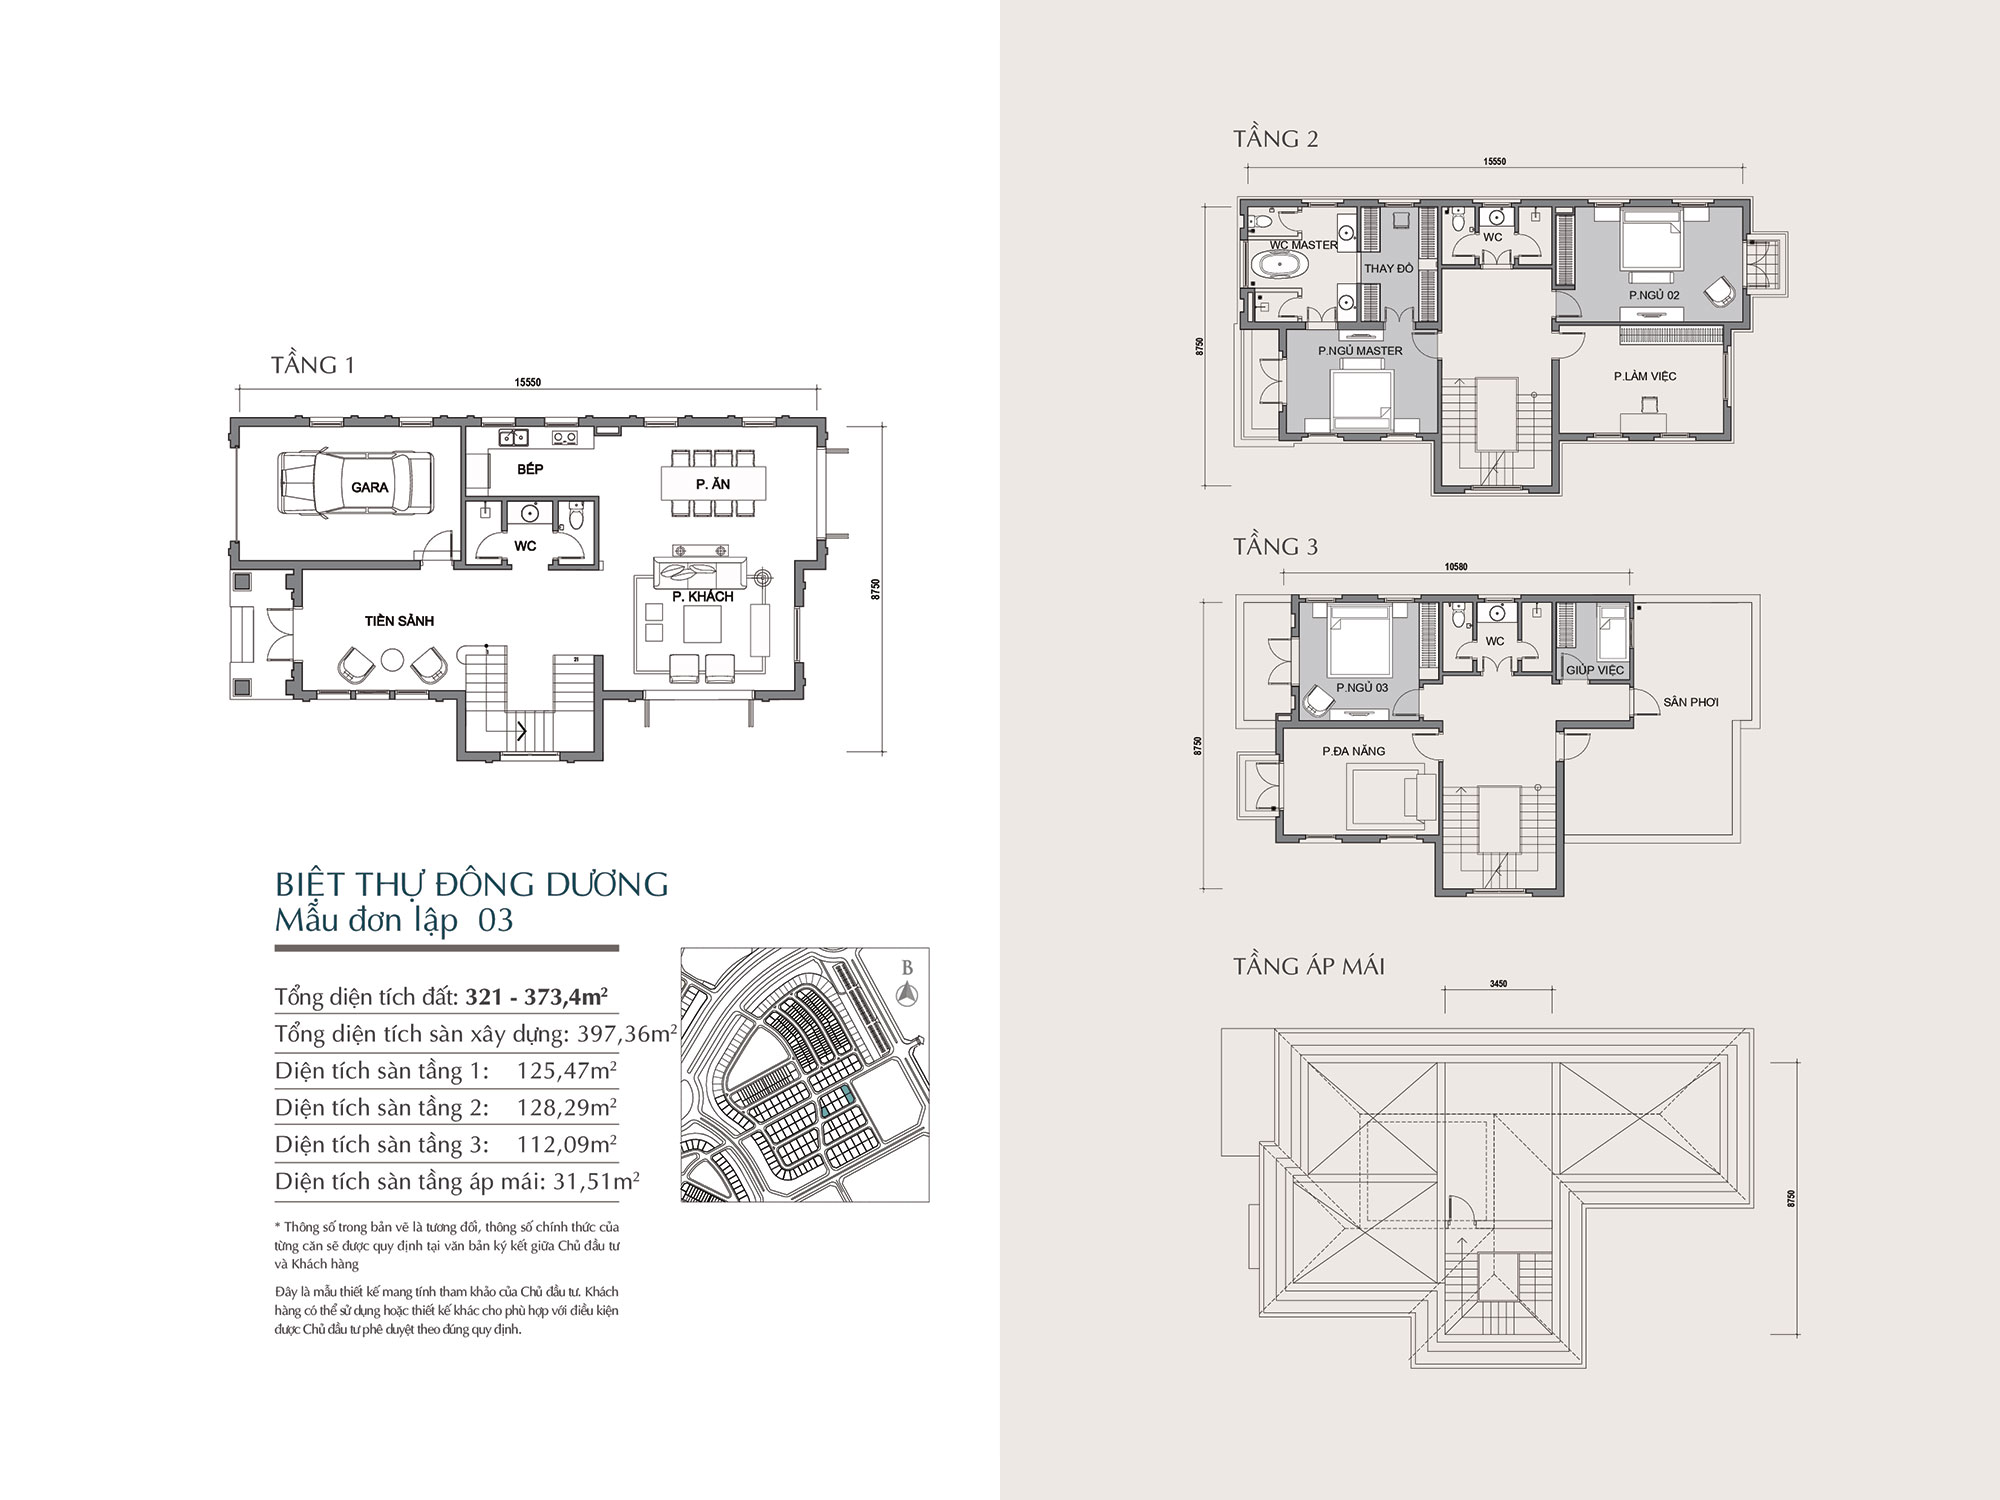 TẦNG 1
15550
GARA
BẾP
P. ĂN
WC
8750
P. KHÁCH
TIỀN SẢNH
21
BIỆT THỰ ĐÔNG DƯƠNG
Mẫu đơn lập 03
Tổng diện tích đất: 321 - 373,4m²
Tổng diện tích sàn xây dựng: 397,36m²
Diện tích sàn tầng 1: 125,47m²
Diện tích sàn tầng 2: 128,29m²
Diện tích sàn tầng 3: 112,09m²
Diện tích sàn tầng áp mái: 31,51m²
* Thông số trong bản vẽ là tương đối, thông số chính thức của
từng căn sẽ được quy định tại văn bản ký kết giữa Chủ đầu tư
và Khách hàng
Đây là mẫu thiết kế mang tính tham khảo của Chủ đầu tư. Khách
hàng có thể sử dụng hoặc thiết kế khác cho phù hợp với điều kiện
được Chủ đầu tư phê duyệt theo đúng quy định.
B
TẦNG 2
15550
WC MASTER
THAY ĐỒ
WC
P.NGỦ 02
8750
P.NGỦ MASTER
P.LÀM VIỆC
TẦNG 3
10580
WC
GIÚP VIỆC
P.NGỦ 03
SÂN PHƠI
8750
P.ĐA NĂNG
TẦNG ÁP MÁI
3450
8750